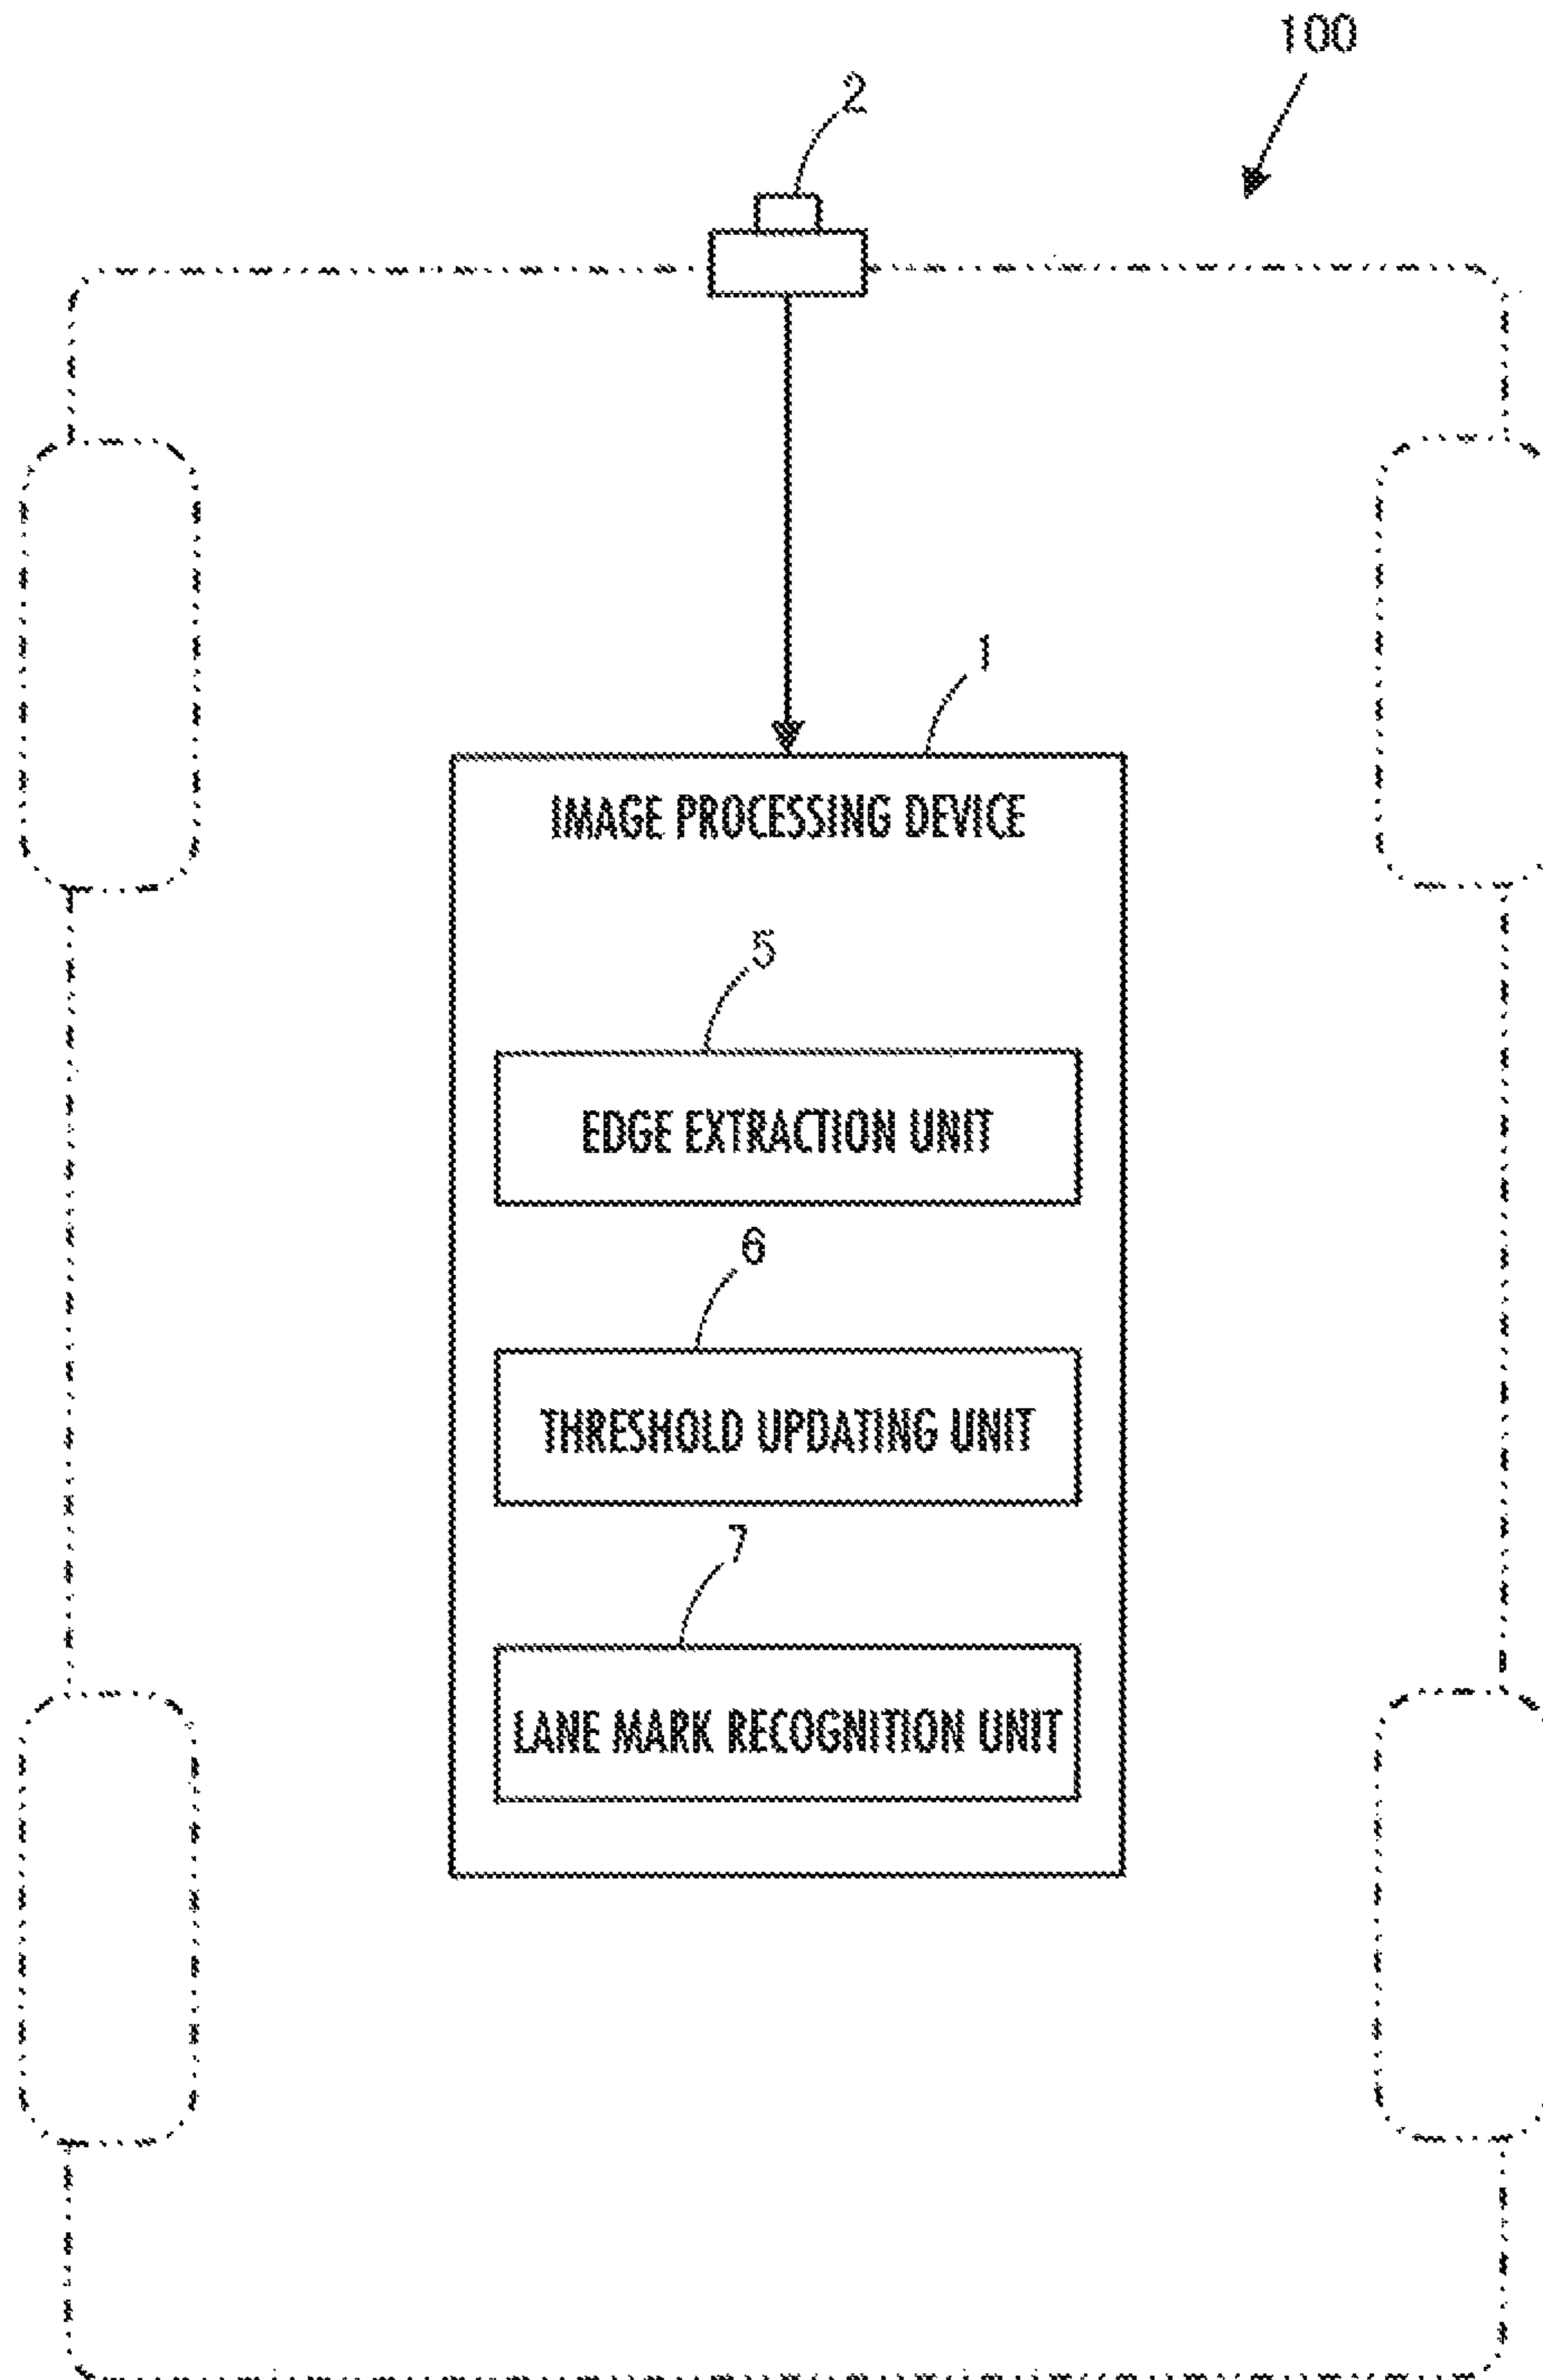 100
2
1
IMAGE PROCESSING DEVICE
5
EDGE EXTRACTION UNIT
6
THRESHOLD UPDATING UNIT
7
LANE MARK RECOGNITION UNIT